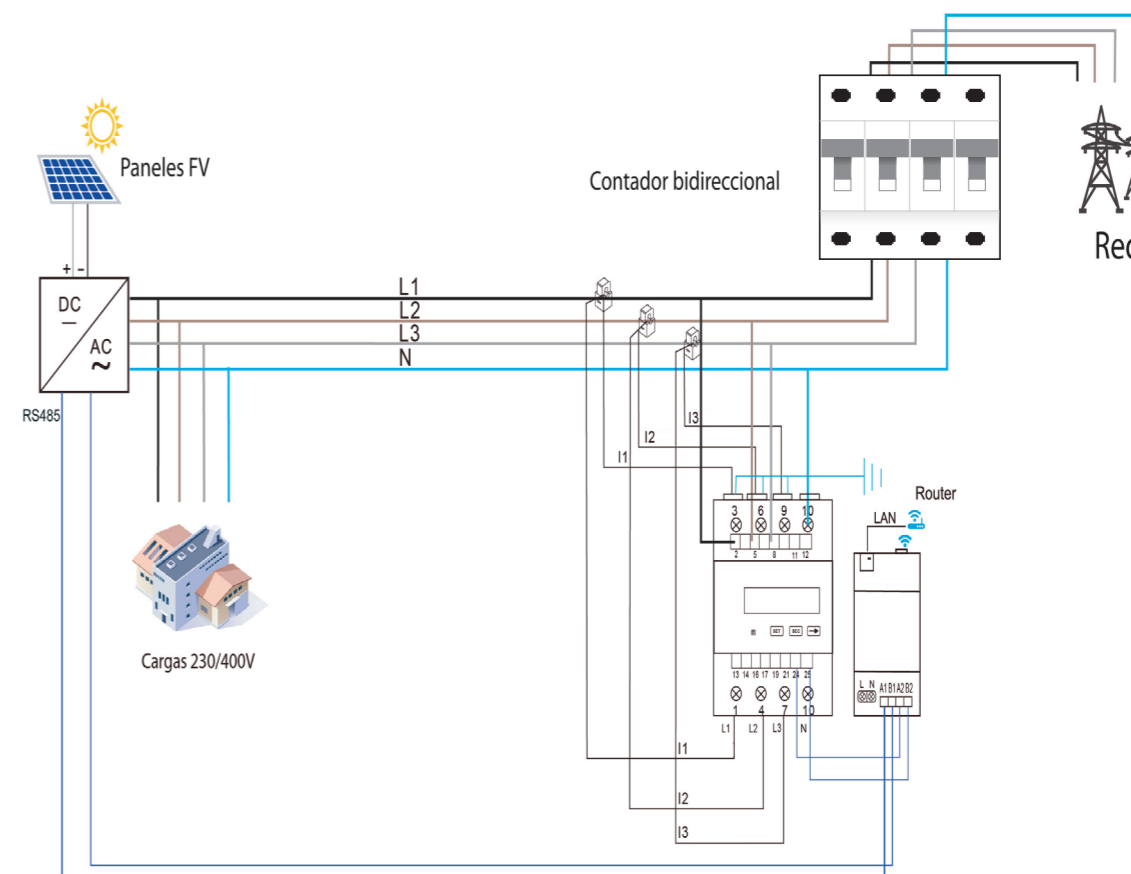 Paneles FV
Contador bidireccional
Rec
+ -
DC
AC
RS485
L1
L2
L3
N
I3
I2
I1
Router
LAN
3 6 9 10
2 5 8 11 12
m SET ESC
13 14 16 17 19 21 24 25
1 4 7 10
L1 L2 L3 N
L N A1 B1 A2 B2
Cargas 230/400V
I1
I2
I3